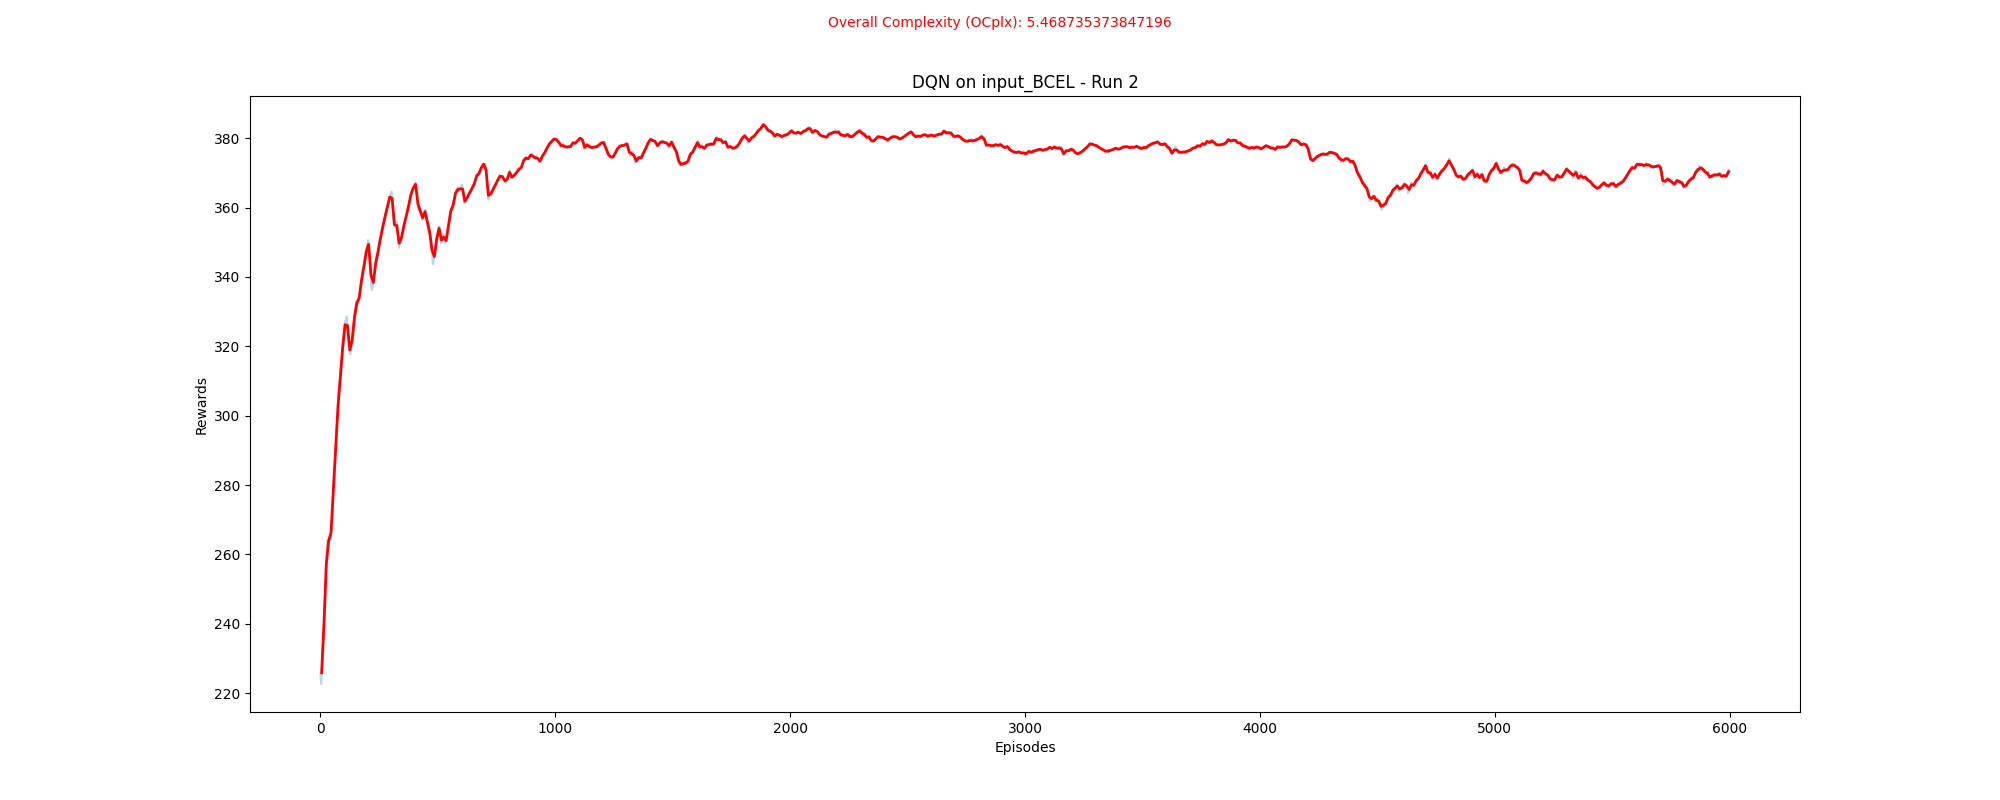 Overall Complexity (OCplx): 5.468735373847196
DQN on input_BCEL - Run 2
380
360
340
320
300
280
260
240
220
Rewards
0 1000 2000 3000 4000 5000 6000
Episodes